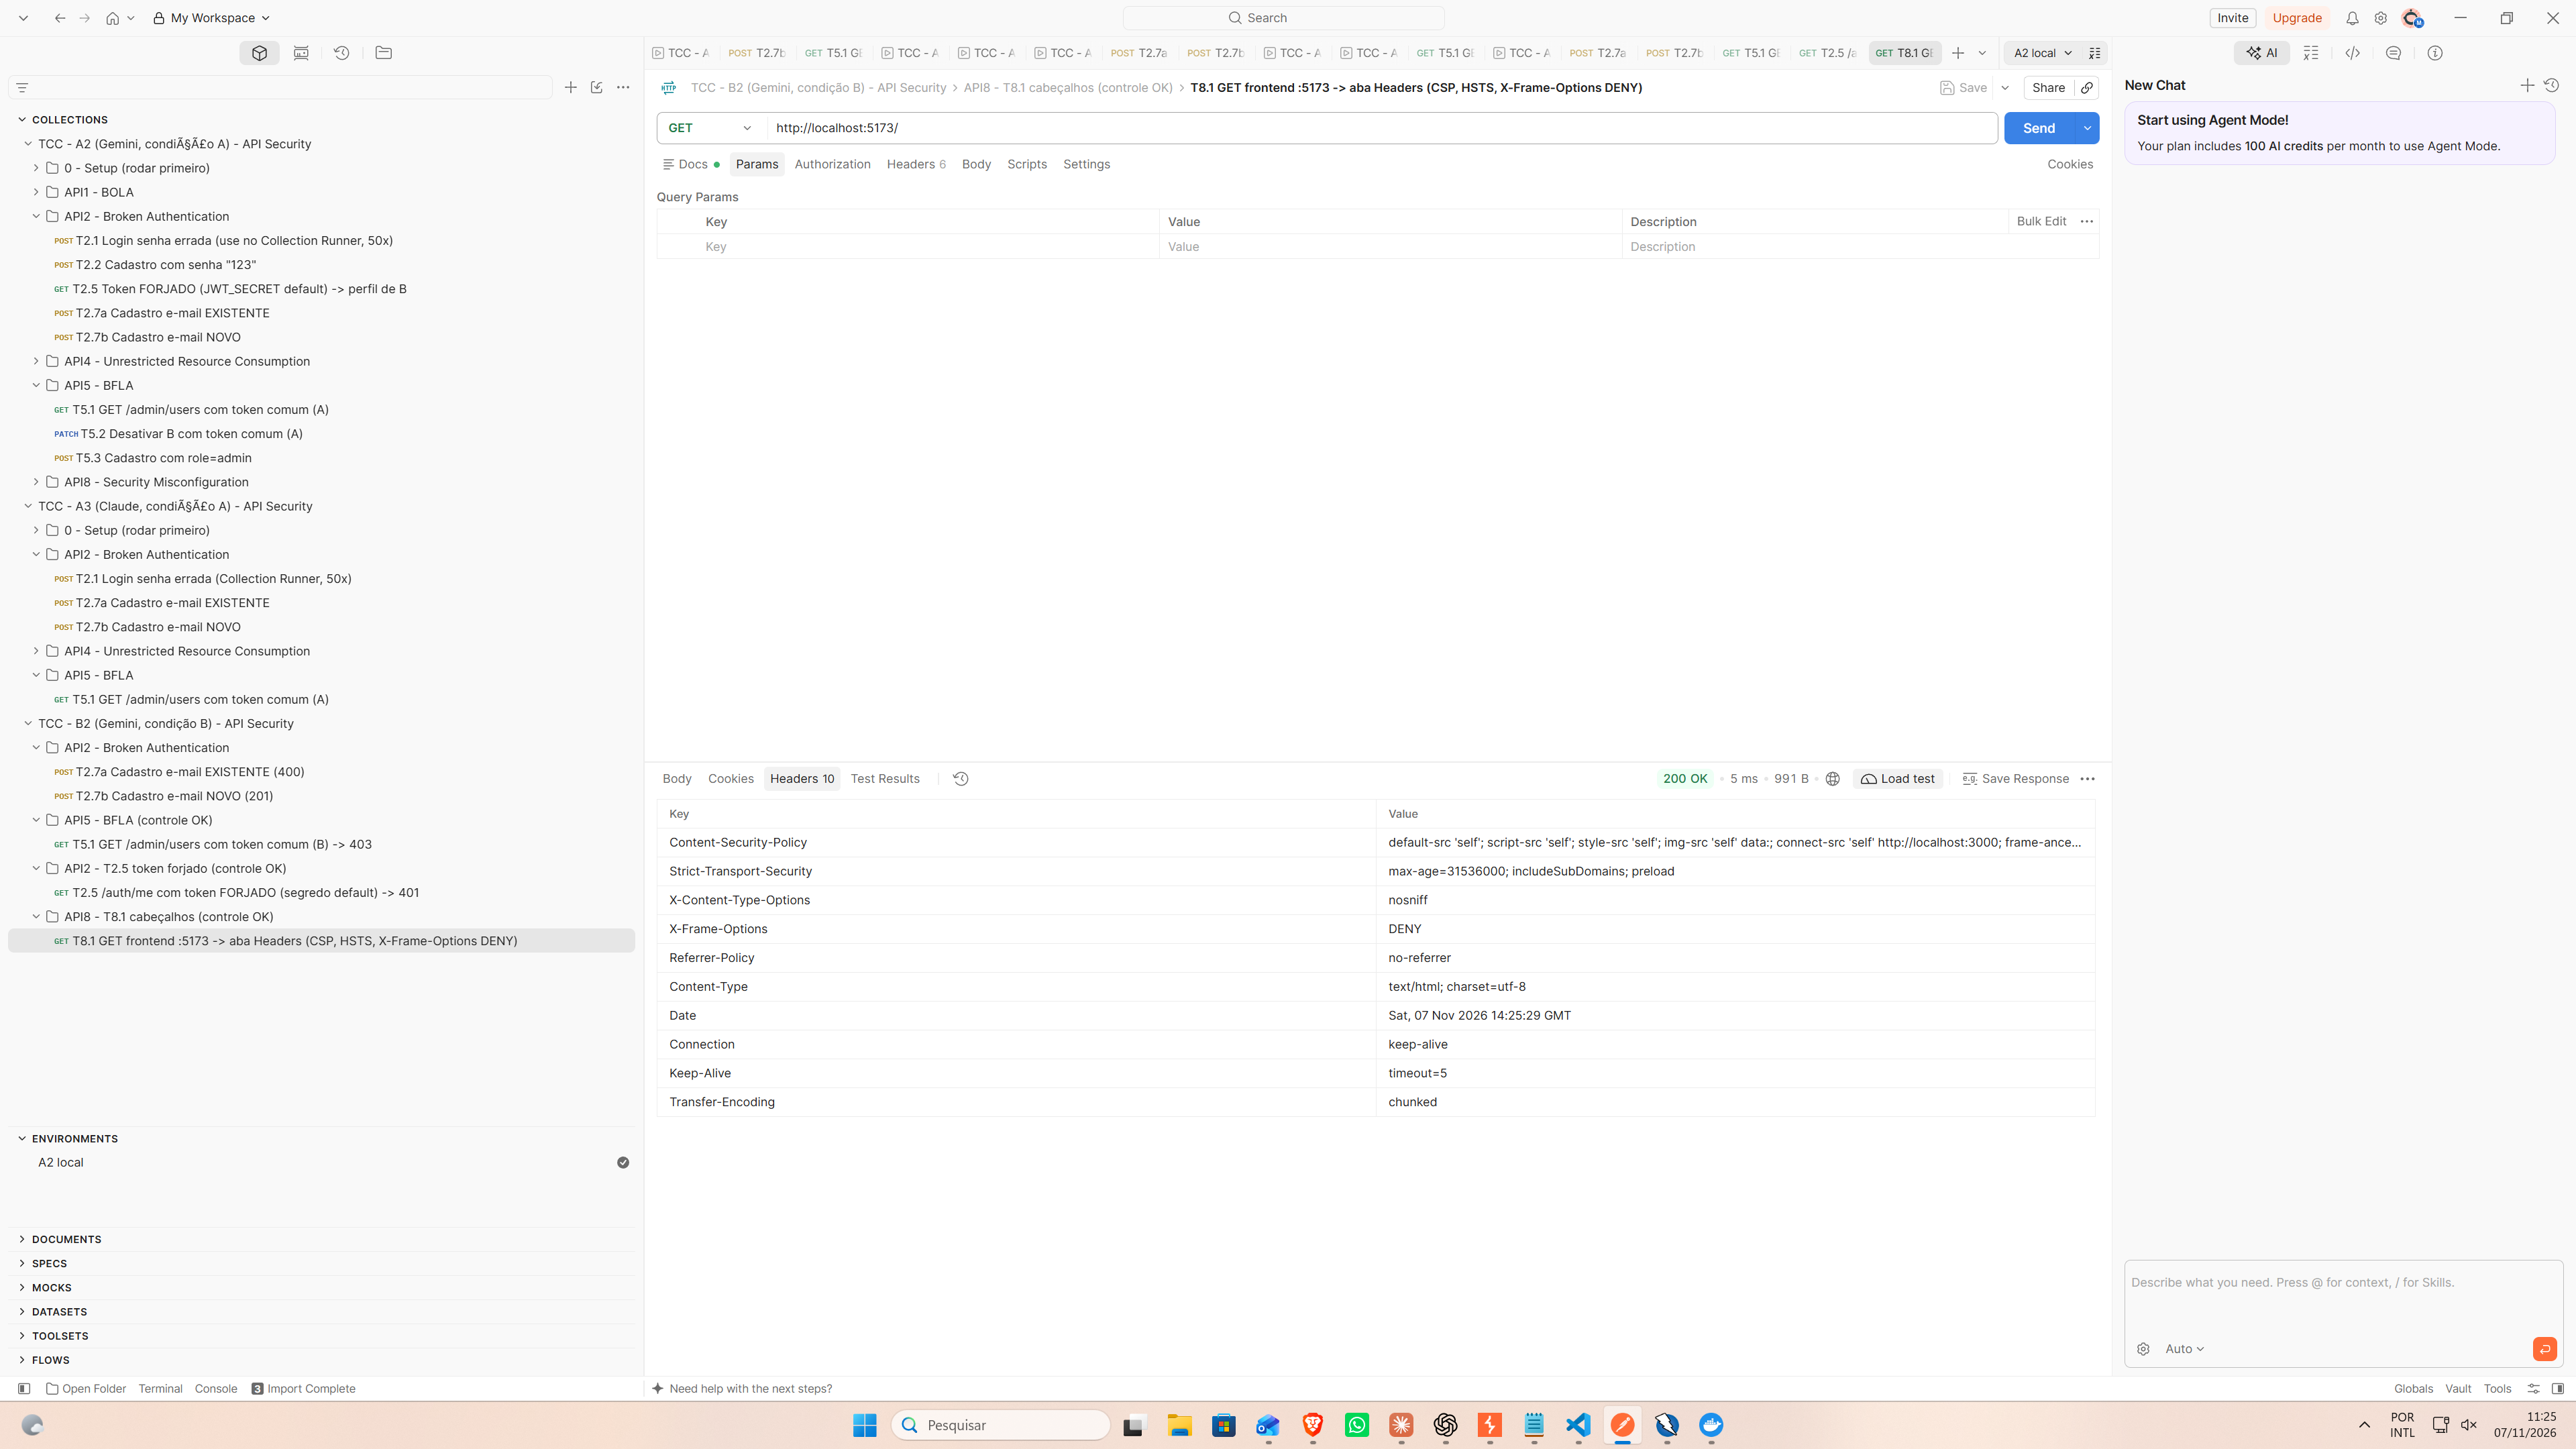 My Workspace
Search
Invite
Upgrade
TCC - A
POST T2.7b
GET T5.1 GE
TCC - A
TCC - A
TCC - A
POST T2.7a
POST T2.7b
TCC - A
TCC - A
GET T5.1 GE
TCC - A
POST T2.7a
POST T2.7b
GET T5.1 GE
GET T2.5 /a
GET T8.1 GE
A2 local
AI
TCC - B2 (Gemini, condição B) - API Security > API8 - T8.1 cabeçalhos (controle OK) > T8.1 GET frontend :5173 -> aba Headers (CSP, HSTS, X-Frame-Options DENY)
Save
Share
New Chat
COLLECTIONS
TCC - A2 (Gemini, condiÃ§Ã£o A) - API Security
0 - Setup (rodar primeiro)
API1 - BOLA
API2 - Broken Authentication
POST T2.1 Login senha errada (use no Collection Runner, 50x)
POST T2.2 Cadastro com senha "123"
GET T2.5 Token FORJADO (JWT_SECRET default) -> perfil de B
POST T2.7a Cadastro e-mail EXISTENTE
POST T2.7b Cadastro e-mail NOVO
API4 - Unrestricted Resource Consumption
API5 - BFLA
GET T5.1 GET /admin/users com token comum (A)
PATCH T5.2 Desativar B com token comum (A)
POST T5.3 Cadastro com role=admin
API8 - Security Misconfiguration
TCC - A3 (Claude, condiÃ§Ã£o A) - API Security
0 - Setup (rodar primeiro)
API2 - Broken Authentication
POST T2.1 Login senha errada (Collection Runner, 50x)
POST T2.7a Cadastro e-mail EXISTENTE
POST T2.7b Cadastro e-mail NOVO
API4 - Unrestricted Resource Consumption
API5 - BFLA
GET T5.1 GET /admin/users com token comum (A)
TCC - B2 (Gemini, condição B) - API Security
API2 - Broken Authentication
POST T2.7a Cadastro e-mail EXISTENTE (400)
POST T2.7b Cadastro e-mail NOVO (201)
API5 - BFLA (controle OK)
GET T5.1 GET /admin/users com token comum (B) -> 403
API2 - T2.5 token forjado (controle OK)
GET T2.5 /auth/me com token FORJADO (segredo default) -> 401
API8 - T8.1 cabeçalhos (controle OK)
GET T8.1 GET frontend :5173 -> aba Headers (CSP, HSTS, X-Frame-Options DENY)
ENVIRONMENTS
A2 local
DOCUMENTS
SPECS
MOCKS
DATASETS
TOOLSETS
FLOWS
GET
http://localhost:5173/
Send
Docs
Params
Authorization
Headers 6
Body
Scripts
Settings
Cookies
Query Params
Key Value Description Bulk Edit
Key Value Description
Body
Cookies
Headers 10
Test Results
200 OK
5 ms
991 B
Load test
Save Response
Key Value
Content-Security-Policy default-src 'self'; script-src 'self'; style-src 'self'; img-src 'self' data:; connect-src 'self' http://localhost:3000; frame-ance...
Strict-Transport-Security max-age=31536000; includeSubDomains; preload
X-Content-Type-Options nosniff
X-Frame-Options DENY
Referrer-Policy no-referrer
Content-Type text/html; charset=utf-8
Date Sat, 07 Nov 2026 14:25:29 GMT
Connection keep-alive
Keep-Alive timeout=5
Transfer-Encoding chunked
Start using Agent Mode!
Your plan includes 100 AI credits per month to use Agent Mode.
Describe what you need. Press @ for context, / for Skills.
Auto
Open Folder
Terminal
Console
3 Import Complete
Need help with the next steps?
Globals
Vault
Tools
Pesquisar
POR
INTL
11:25
07/11/2026